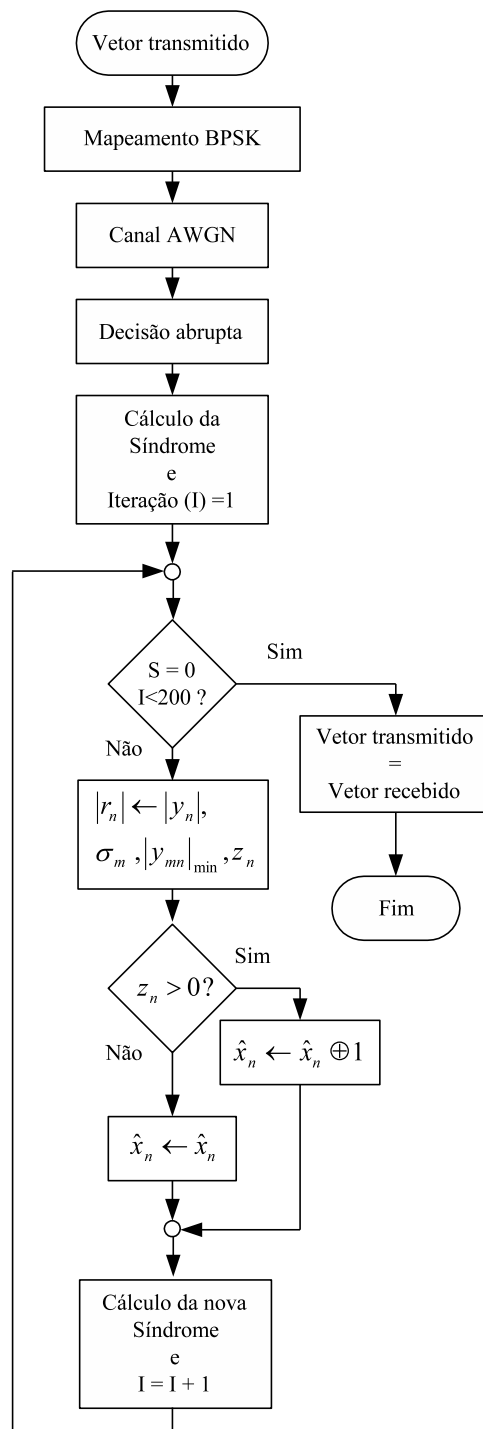 Vetor transmitido
Mapeamento BPSK
Canal AWGN
Decisão abrupta
Cálculo da
Síndrome
e
Iteração (I) =1
S = 0
I<200 ?
Sim
Não
Vetor transmitido
=
Vetor recebido
Fim
|r_n| ← |y_n|,
σ_m , |y_mn|_min , z_n
z_n > 0?
Sim
Não
x̂_n ← x̂_n ⊕ 1
x̂_n ← x̂_n
Cálculo da nova
Síndrome
e
I = I + 1